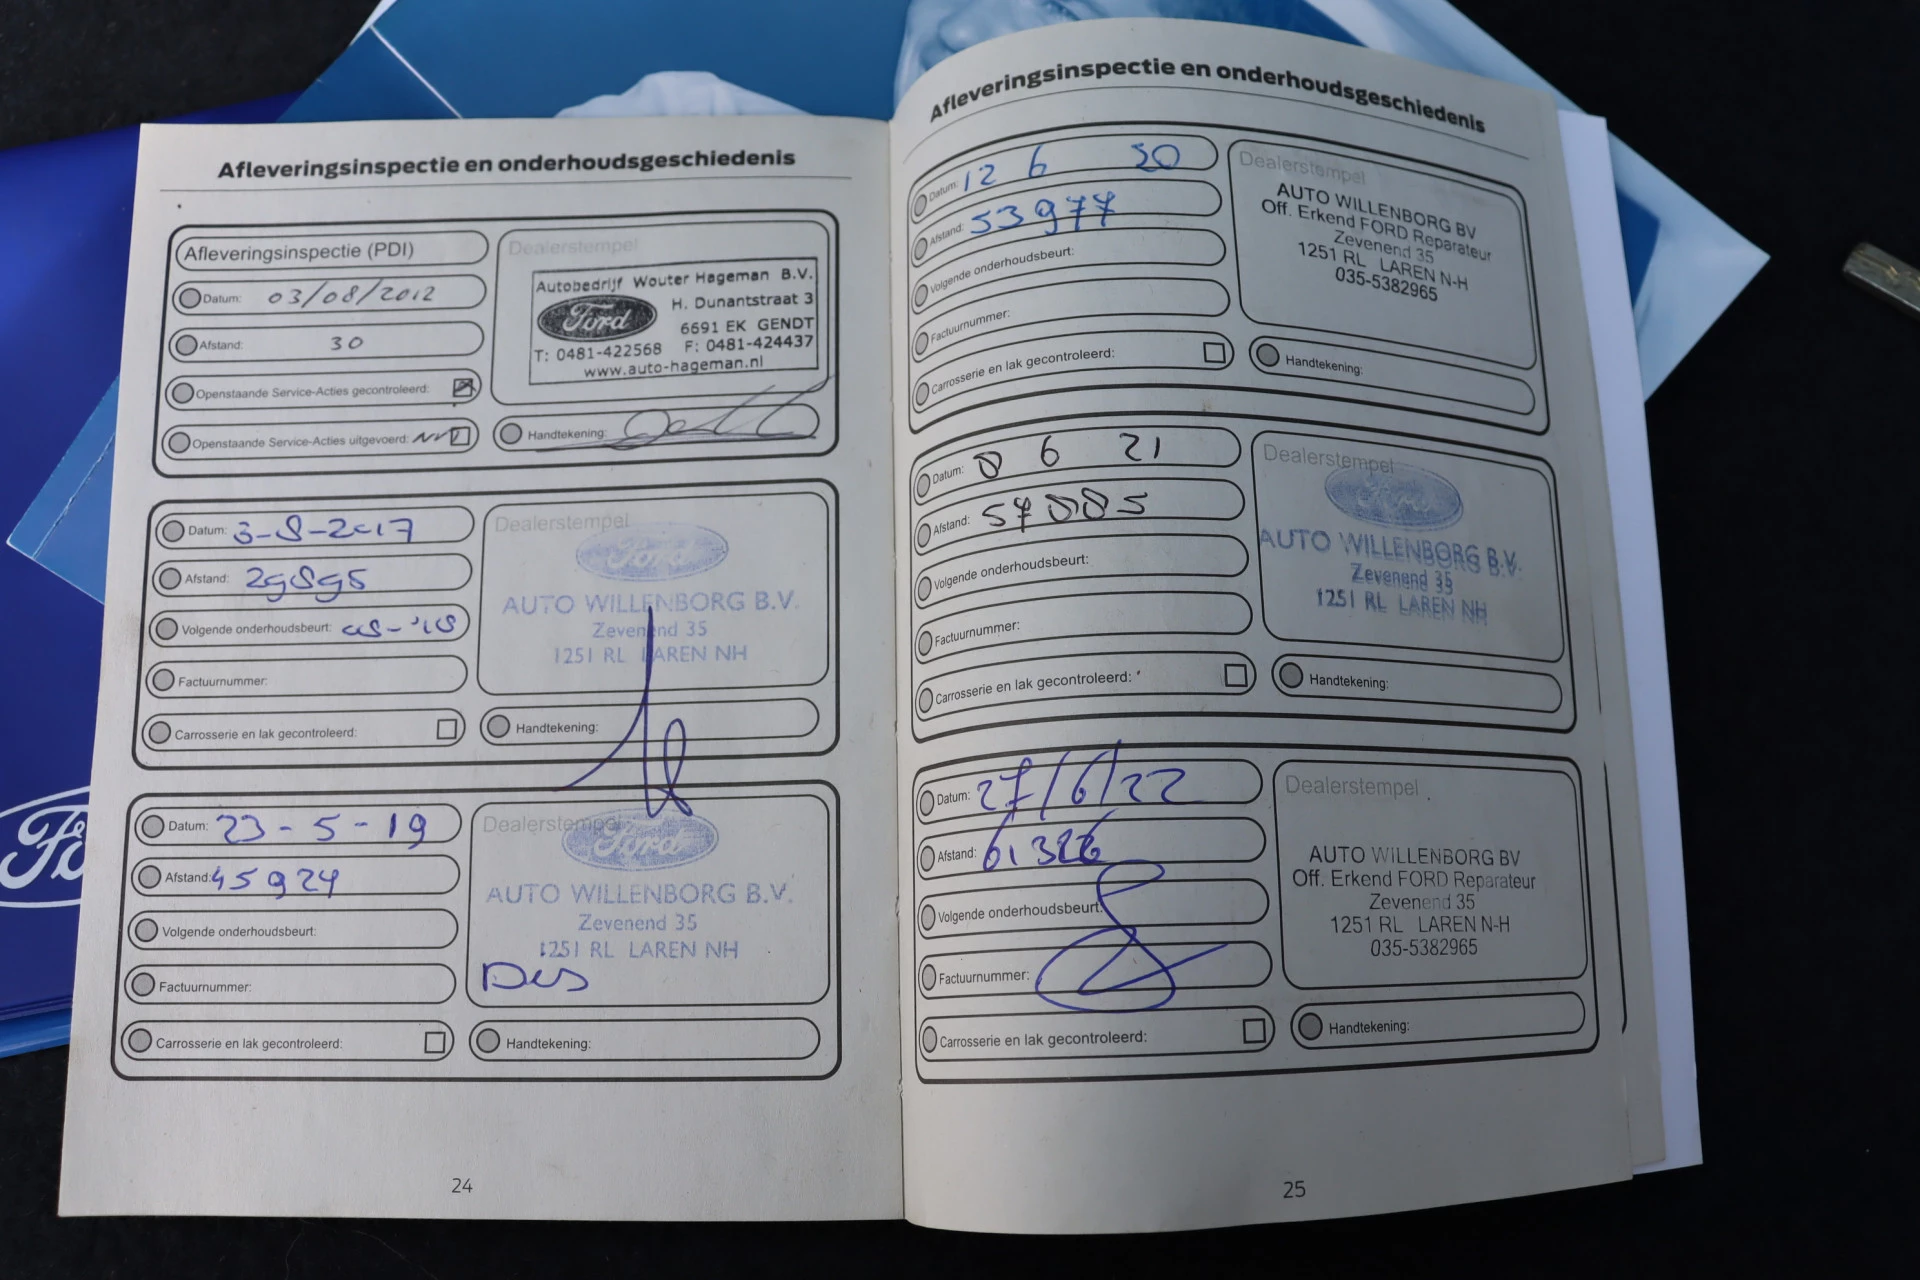 Afleveringsinspectie en onderhoudsgeschiedenis
Afleveringsinspectie (PDI)
Datum: 03/08/2012
Afstand: 30
Openstaande Service-Acties gecontroleerd:
Openstaande Service-Acties uitgevoerd:
Dealerstempel
Autobedrijf Wouter Hageman B.V.
Ford
H. Dunantstraat 3
6691 EK GENDT
T: 0481-422568 F: 0481-424437
www.auto-hageman.nl
Handtekening:
Datum: 3-8-2017
Afstand: 29895
Volgende onderhoudsbeurt:
Factuurnummer:
Carrosserie en lak gecontroleerd:
Dealerstempel
Ford
AUTO WILLENBORG B.V.
Zevenend 35
1251 RL LAREN NH
Handtekening:
Datum: 23-5-19
Afstand: 45924
Volgende onderhoudsbeurt:
Factuurnummer:
Carrosserie en lak gecontroleerd:
Dealerstempel
Ford
AUTO WILLENBORG B.V.
Zevenend 35
1251 RL LAREN NH
Handtekening:
24
Afleveringsinspectie en onderhoudsgeschiedenis
Datum: 12 6
Afstand: 53977
Volgende onderhoudsbeurt:
Factuurnummer:
Carrosserie en lak gecontroleerd:
Dealerstempel
AUTO WILLENBORG BV
Off. Erkend FORD Reparateur
Zevenend 35
1251 RL LAREN N-H
035-5382965
Handtekening:
Datum: 8 6 21
Afstand: 57885
Volgende onderhoudsbeurt:
Factuurnummer:
Carrosserie en lak gecontroleerd:
Dealerstempel
Ford
AUTO WILLENBORG B.V.
Zevenend 35
1251 RL LAREN NH
Handtekening:
Datum: 27/6/22
Afstand: 61326
Volgende onderhoudsbeurt:
Factuurnummer:
Carrosserie en lak gecontroleerd:
Dealerstempel
AUTO WILLENBORG BV
Off. Erkend FORD Reparateur
Zevenend 35
1251 RL LAREN N-H
035-5382965
Handtekening:
25